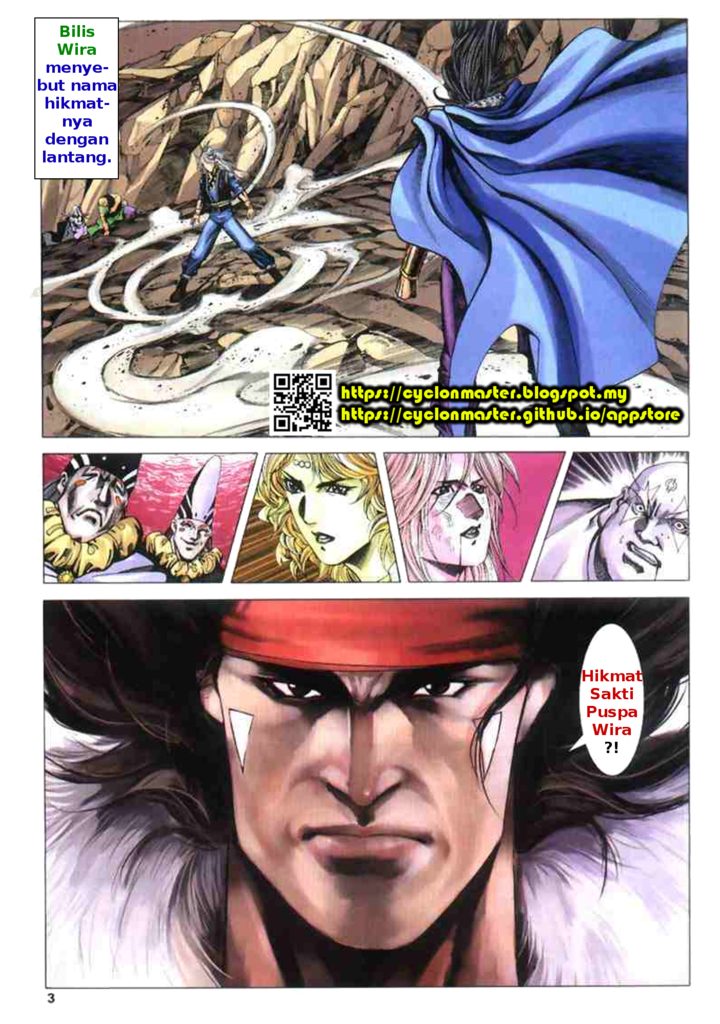 Bilis
Wira
menye-
but nama
hikmat-
nya
dengan
lantang.
https://cyclonmaster.blogspot.my
https://cyclonmaster.github.io/appstore
Hikmat
Sakti
Puspa
Wira
?!
3